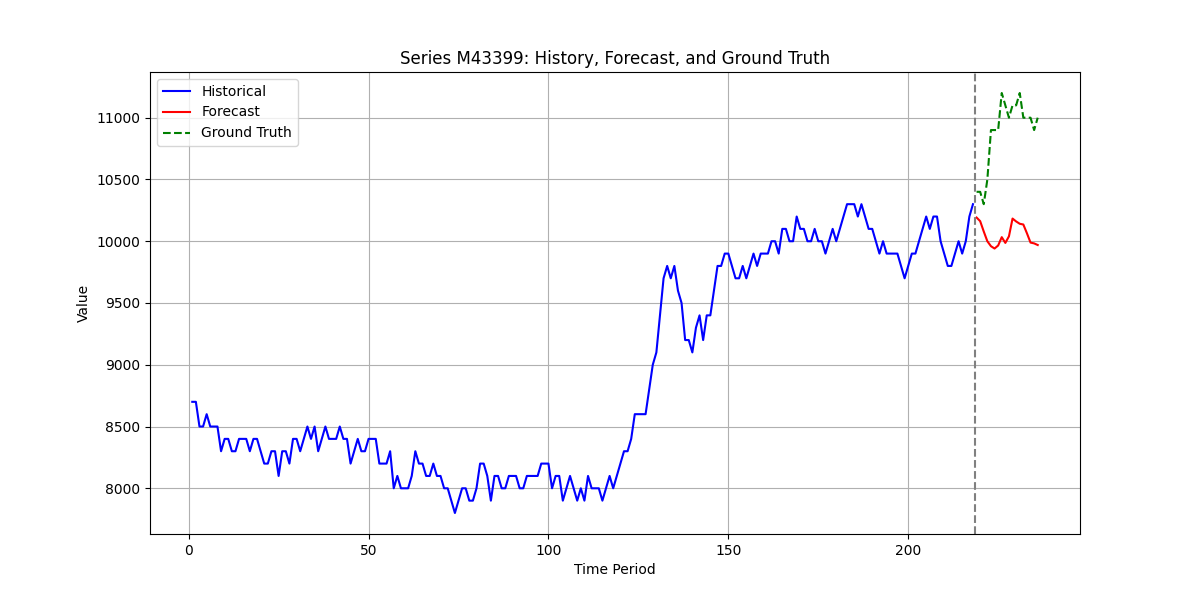 Series M43399: History, Forecast, and Ground Truth
Historical
Forecast
Ground Truth
11000
10500
10000
9500
9000
8500
8000
Value
0
50
100
150
200
Time Period